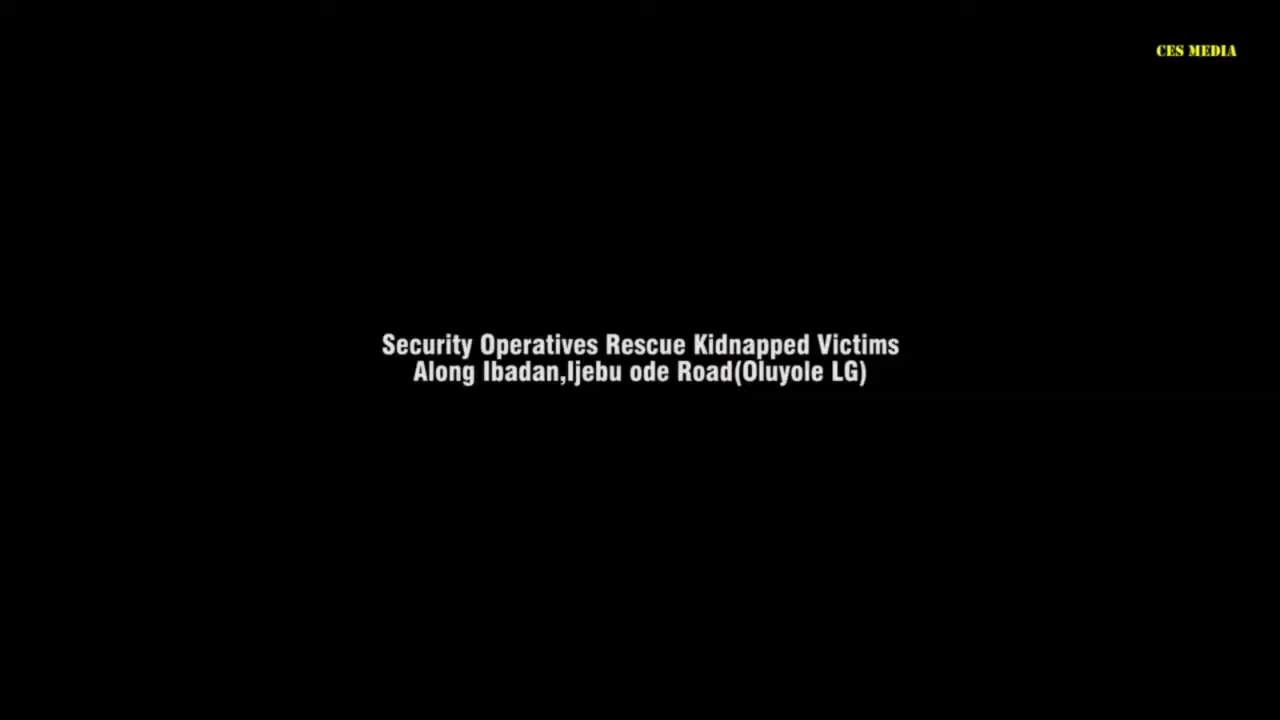 CES MEDIA
Security Operatives Rescue Kidnapped Victims
Along Ibadan,Ijebu ode Road(Oluyole LG)